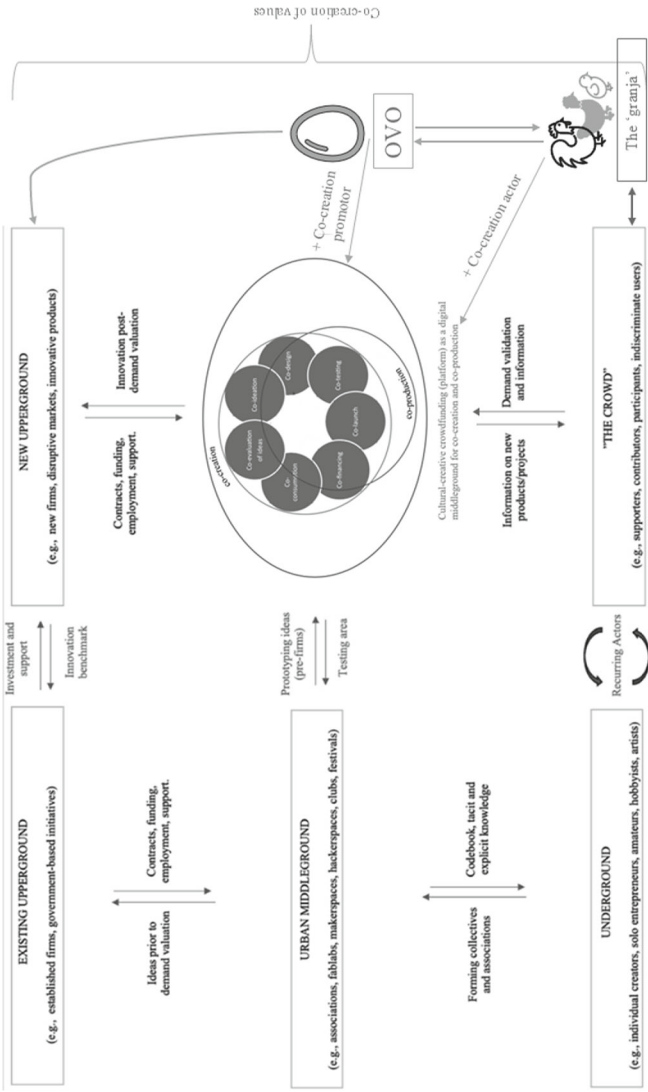 EXISTING UPPERGROUND
(e.g., established firms, government-based initiatives)
Investment and
support
Innovation
benchmark
NEW UPPERGROUND
(e.g., new firms, disruptive markets, innovative products)
Ideas prior to
demand valuation
Contracts, funding,
employment, support.
Contracts, funding,
employment, support.
Innovation post-
demand valuation
URBAN MIDDLEGROUND
(e.g., associations, fablabs, makerspaces, hackerspaces, clubs, festivals)
Prototyping ideas
(pre-firms)
Testing area
co-creation
Co-evaluation
of ideas
Co-ideation
Co-design
Co-testing
Co-launch
Co-financing
Co-
consumption
co-production
+ Co-creation
promotor
OVO
Cultural-creative crowdfunding (platform) as a digital
middleground for co-creation and co-production
+ Co-creation actor
Forming collectives
and associations
Codebook, tacit and
explicit knowledge
Information on new
products/projects
Demand validation
and information
UNDERGROUND
(e.g., individual creators, solo entrepreneurs, amateurs, hobbyists, artists)
Recurring Actors
"THE CROWD"
(e.g., supporters, contributors, participants, indiscriminate users)
The 'granja'
Co-creation of values